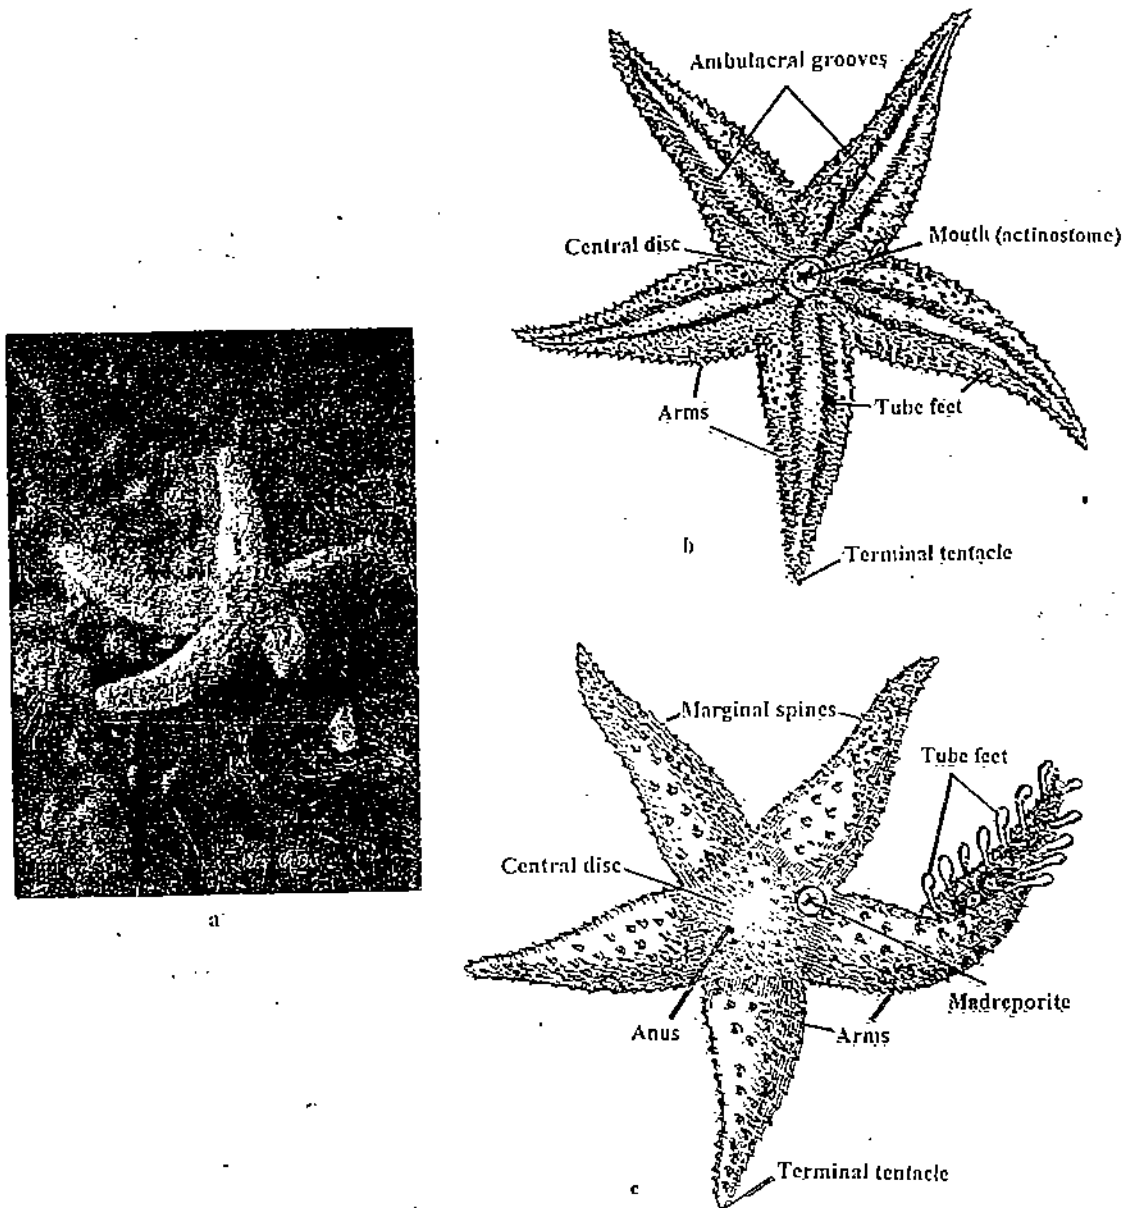 Ambulacral grooves
Central disc
Mouth (actinostome)
Arms
Tube feet
b
Terminal tentacle
Marginal spines
Tube feet
Central disc
a
Madreporite
Anus
Arms
Terminal tentacle
c